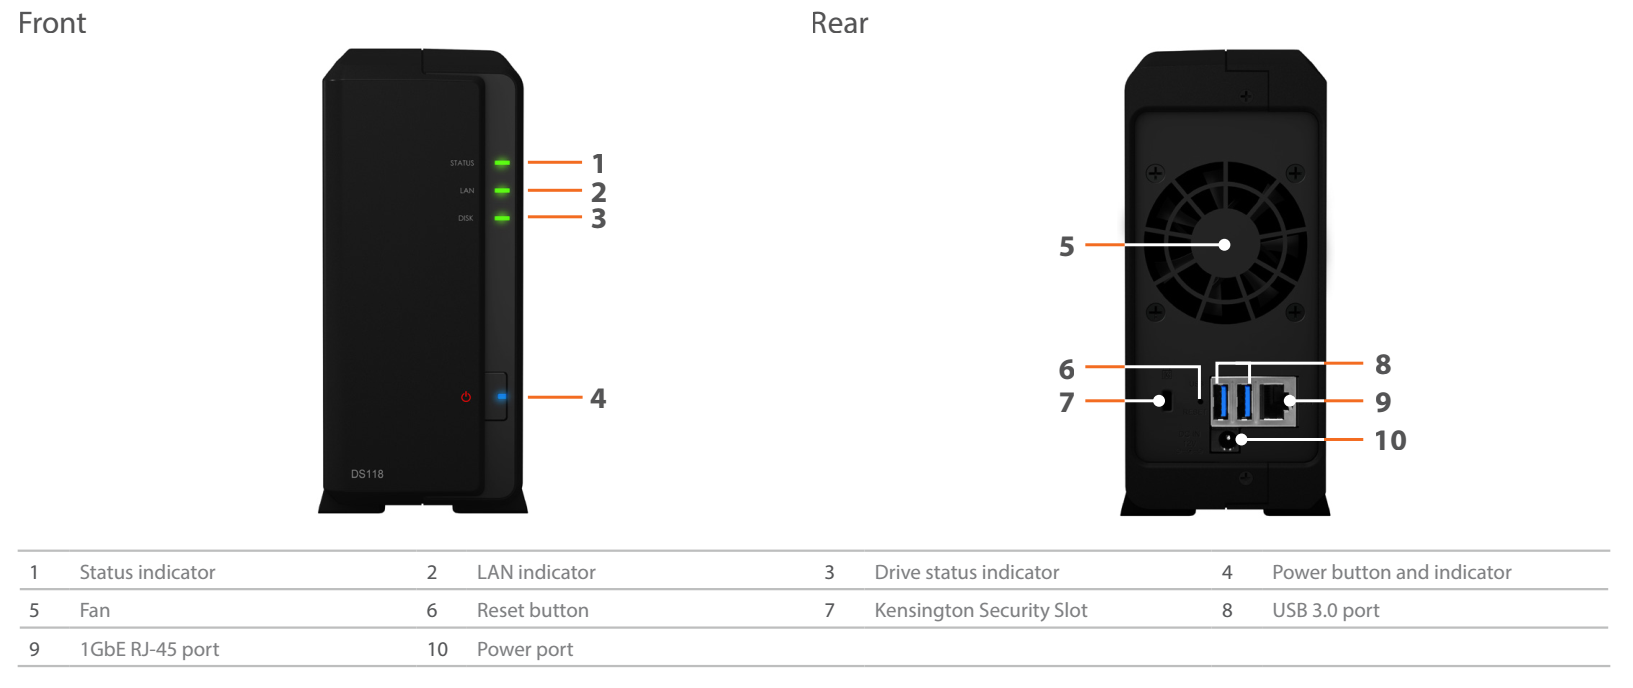 Front
Rear
STATUS
LAN
DISK
DS118
1
2
3
4
5
6
7
8
9
10
1 Status indicator 2 LAN indicator 3 Drive status indicator 4 Power button and indicator
5 Fan 6 Reset button 7 Kensington Security Slot 8 USB 3.0 port
9 1GbE RJ-45 port 10 Power port